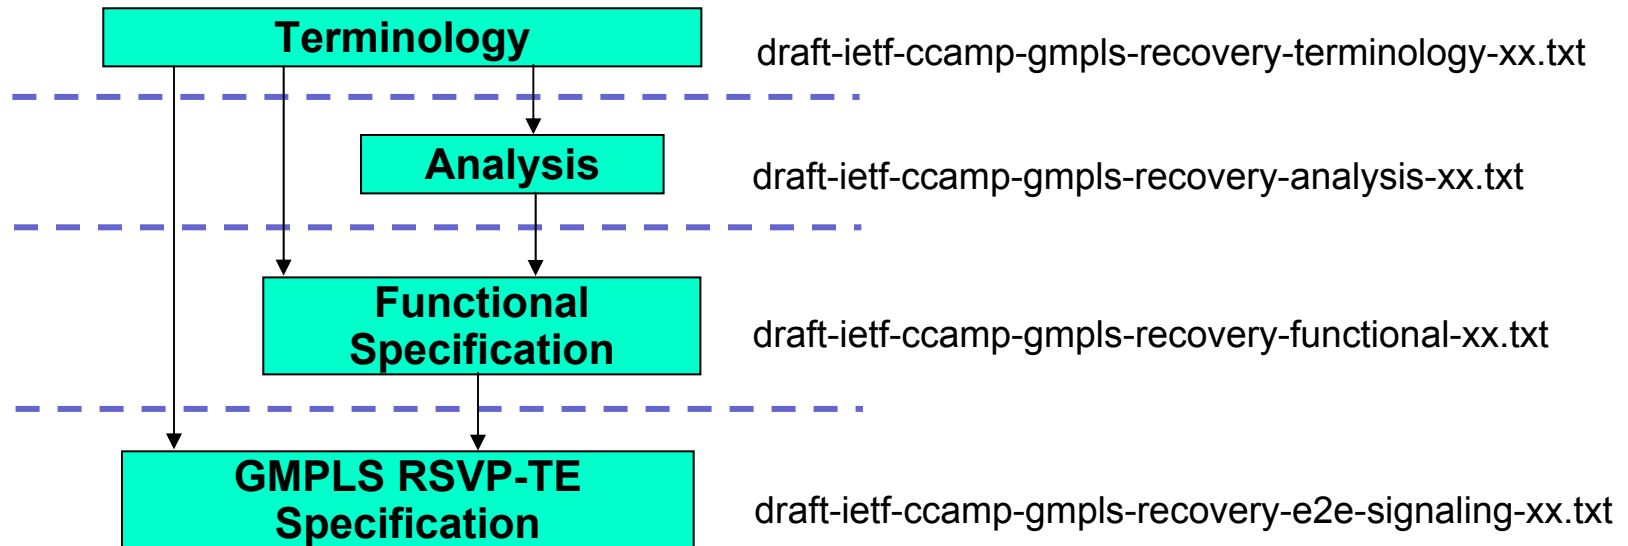 Terminology
draft-ietf-ccamp-gmpls-recovery-terminology-xx.txt
Analysis
draft-ietf-ccamp-gmpls-recovery-analysis-xx.txt
Functional
Specification
draft-ietf-ccamp-gmpls-recovery-functional-xx.txt
GMPLS RSVP-TE
Specification
draft-ietf-ccamp-gmpls-recovery-e2e-signaling-xx.txt